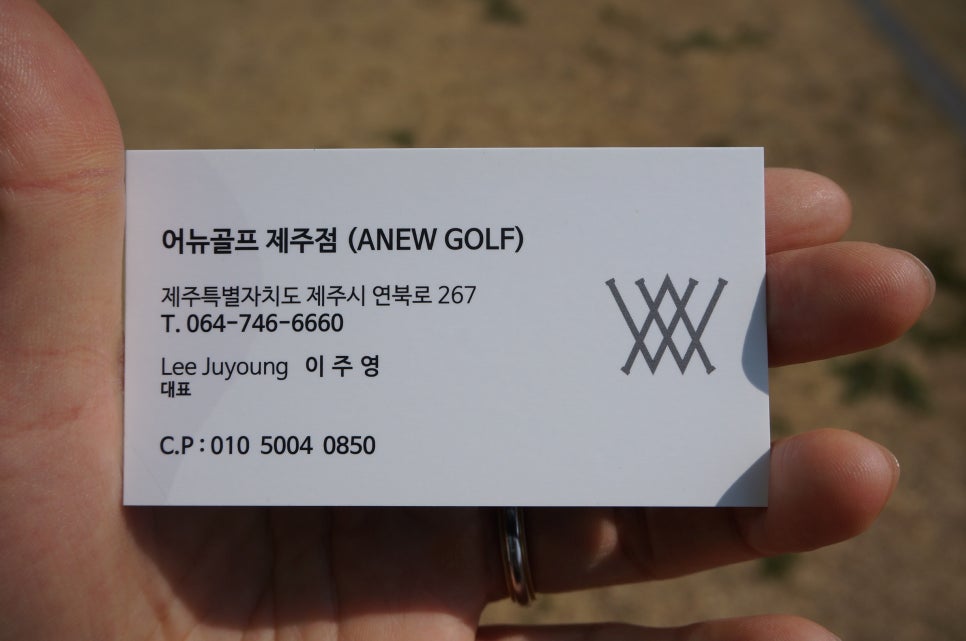 어뉴골프 제주점 (ANEW GOLF)
제주특별자치도 제주시 연북로 267
T. 064-746-6660
Lee Juyoung 이 주 영
대표
C.P : 010 5004 0850